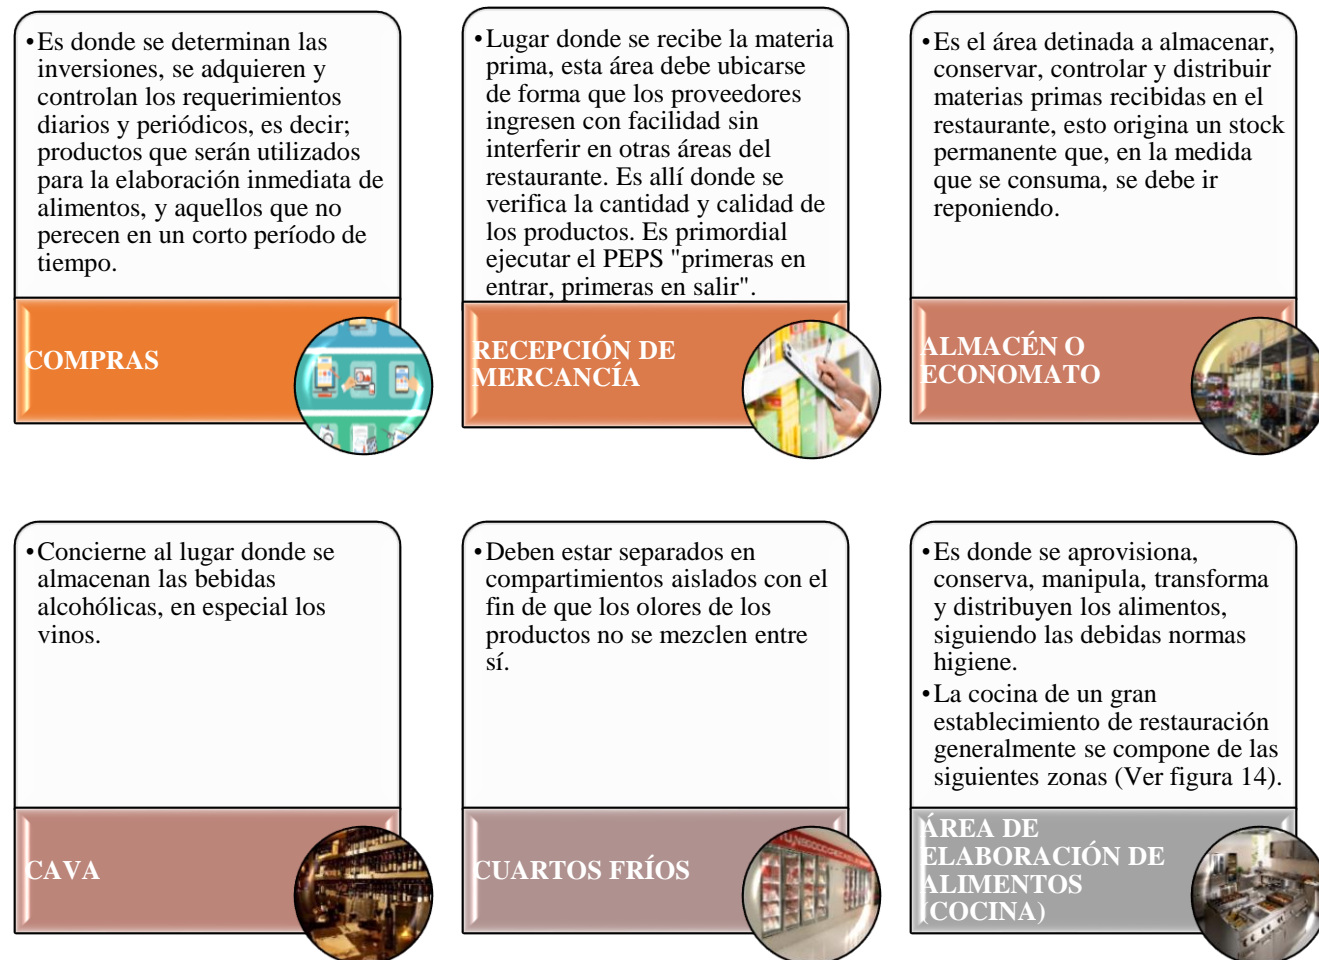 •Es donde se determinan las
inversiones, se adquieren y
controlan los requerimientos
diarios y periódicos, es decir;
productos que serán utilizados
para la elaboración inmediata de
alimentos, y aquellos que no
perecen en un corto período de
tiempo.
COMPRAS
•Lugar donde se recibe la materia
prima, esta área debe ubicarse
de forma que los proveedores
ingresen con facilidad sin
interferir en otras áreas del
restaurante. Es allí donde se
verifica la cantidad y calidad de
los productos. Es primordial
ejecutar el PEPS "primeras en
entrar, primeras en salir".
RECEPCIÓN DE
MERCANCÍA
•Es el área detinada a almacenar,
conservar, controlar y distribuir
materias primas recibidas en el
restaurante, esto origina un stock
permanente que, en la medida
que se consuma, se debe ir
reponiendo.
ALMACÉN O
ECONOMATO
•Concierne al lugar donde se
almacenan las bebidas
alcohólicas, en especial los
vinos.
CAVA
•Deben estar separados en
compartimientos aislados con el
fin de que los olores de los
productos no se mezclen entre
sí.
CUARTOS FRÍOS
•Es donde se aprovisiona,
conserva, manipula, transforma
y distribuyen los alimentos,
siguiendo las debidas normas
higiene.
•La cocina de un gran
establecimiento de restauración
generalmente se compone de las
siguientes zonas (Ver figura 14).
ÁREA DE
ELABORACIÓN DE
ALIMENTOS
(COCINA)